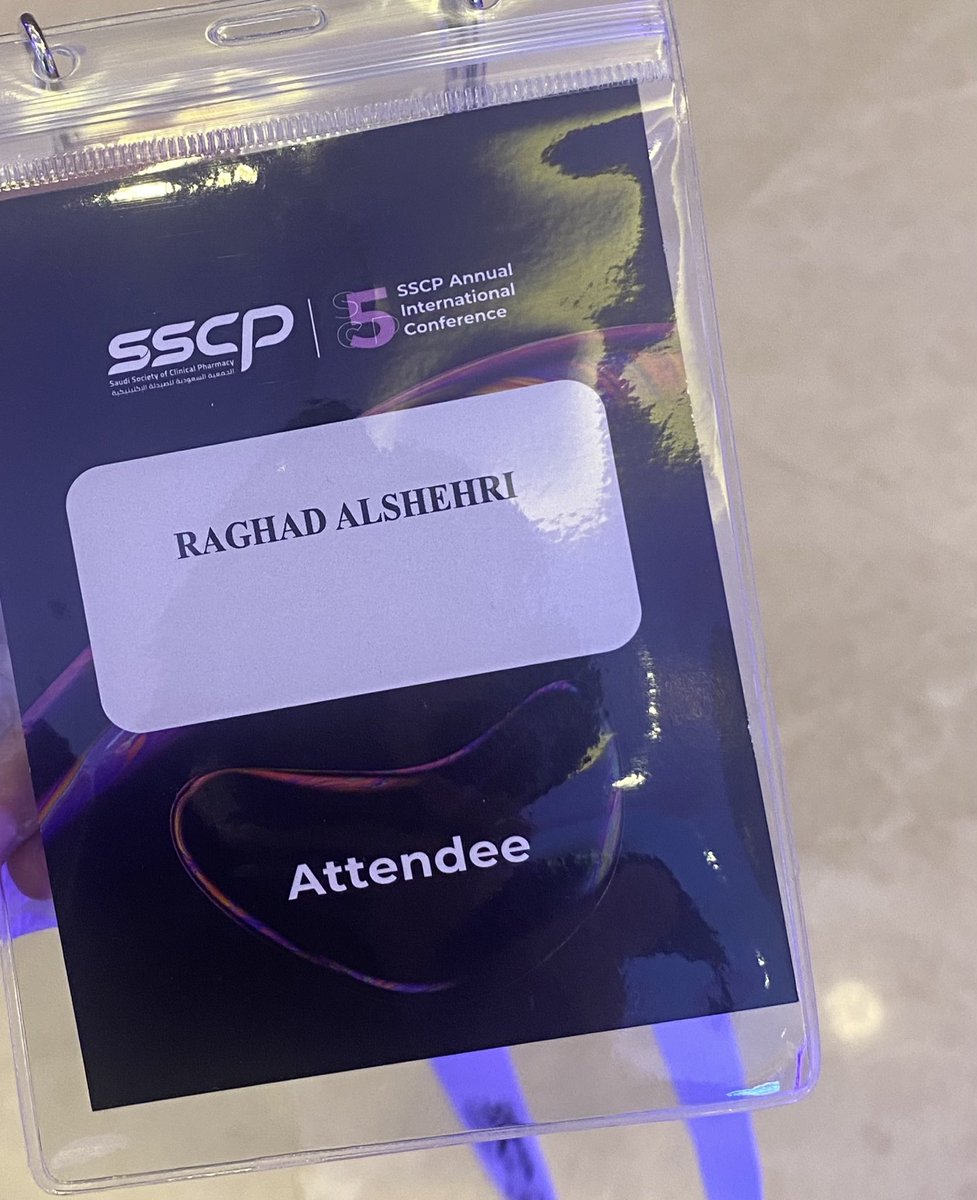 SSCP
Saudi Society of Clinical Pharmacy
الجمعية السعودية للصيدلة الإكلينيكية
5
SSCP Annual
International
Conference
RAGHAD ALSHEHRI
Attendee